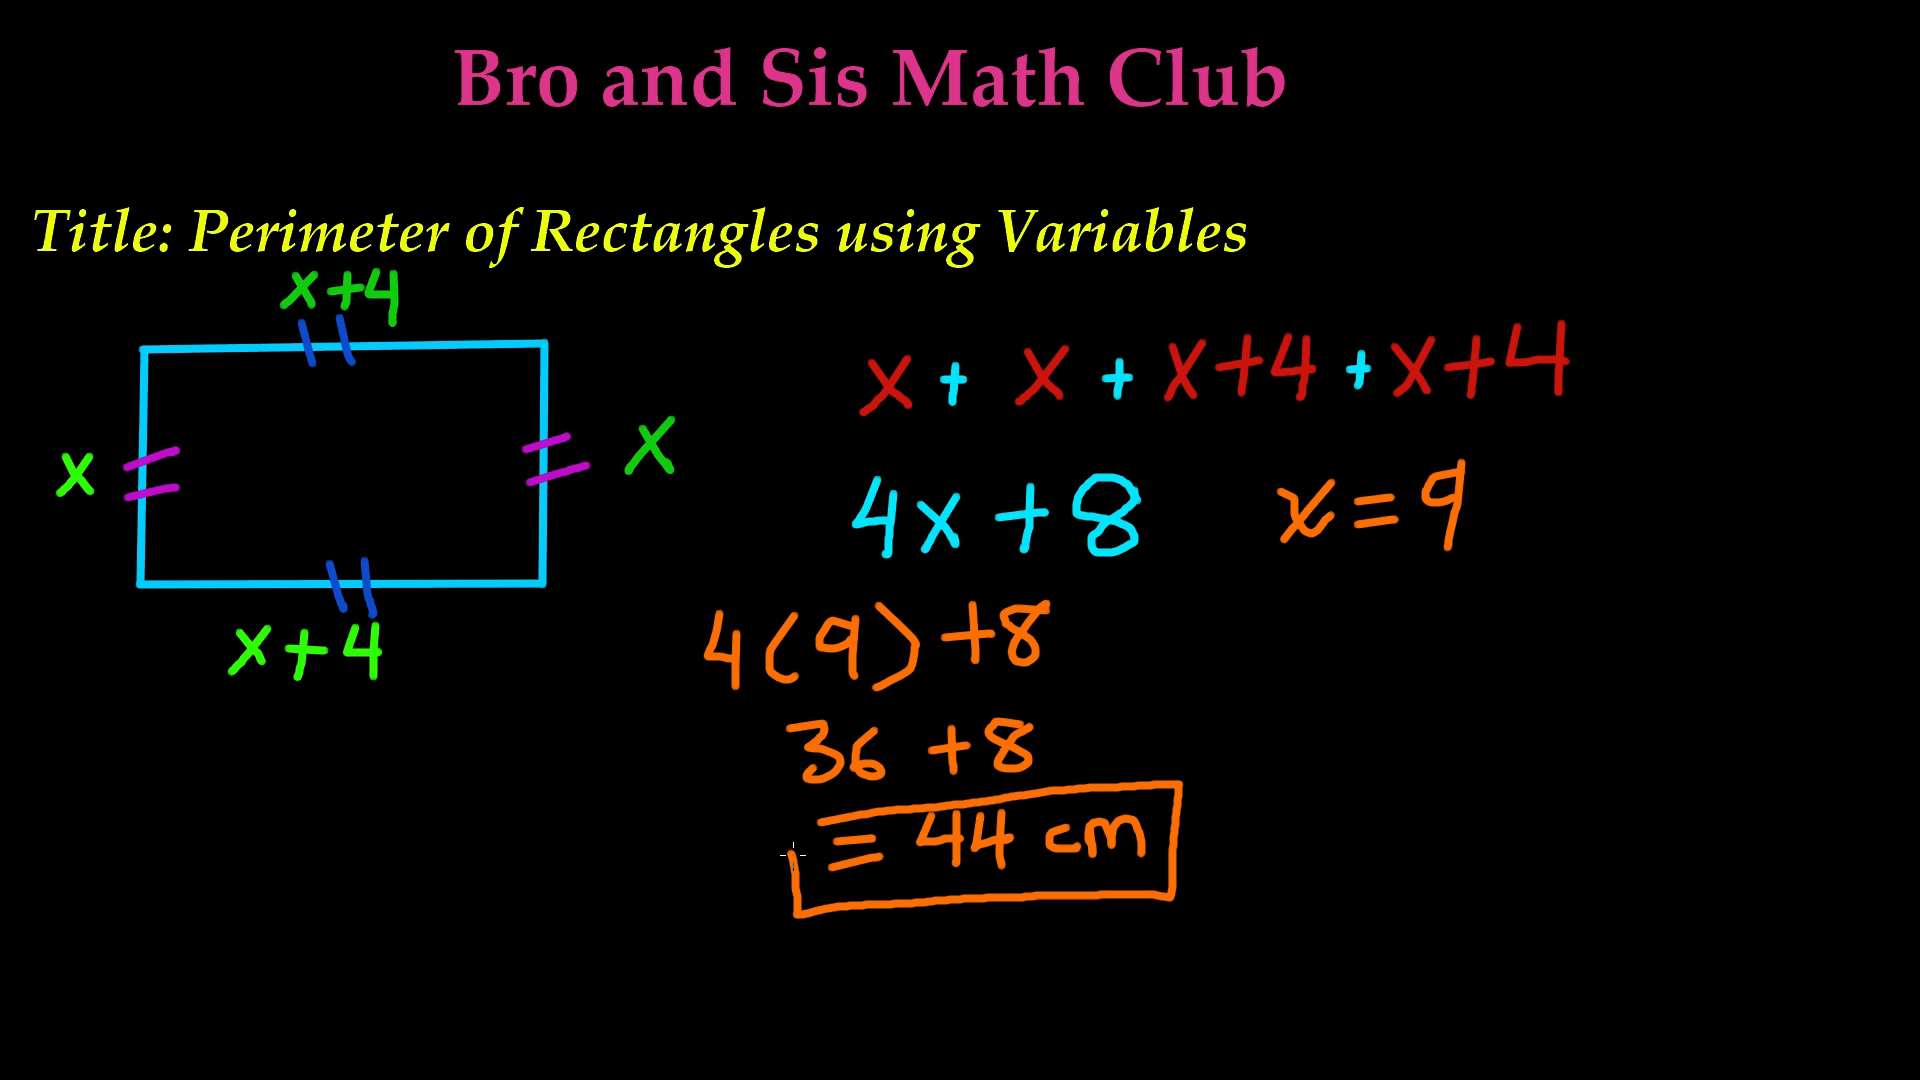 Bro and Sis Math Club
Title: Perimeter of Rectangles using Variables
x+4
x
x
x+4
x + x + x+4 + x+4
4x+8
x=9
4(9)+8
36 +8
= 44 cm